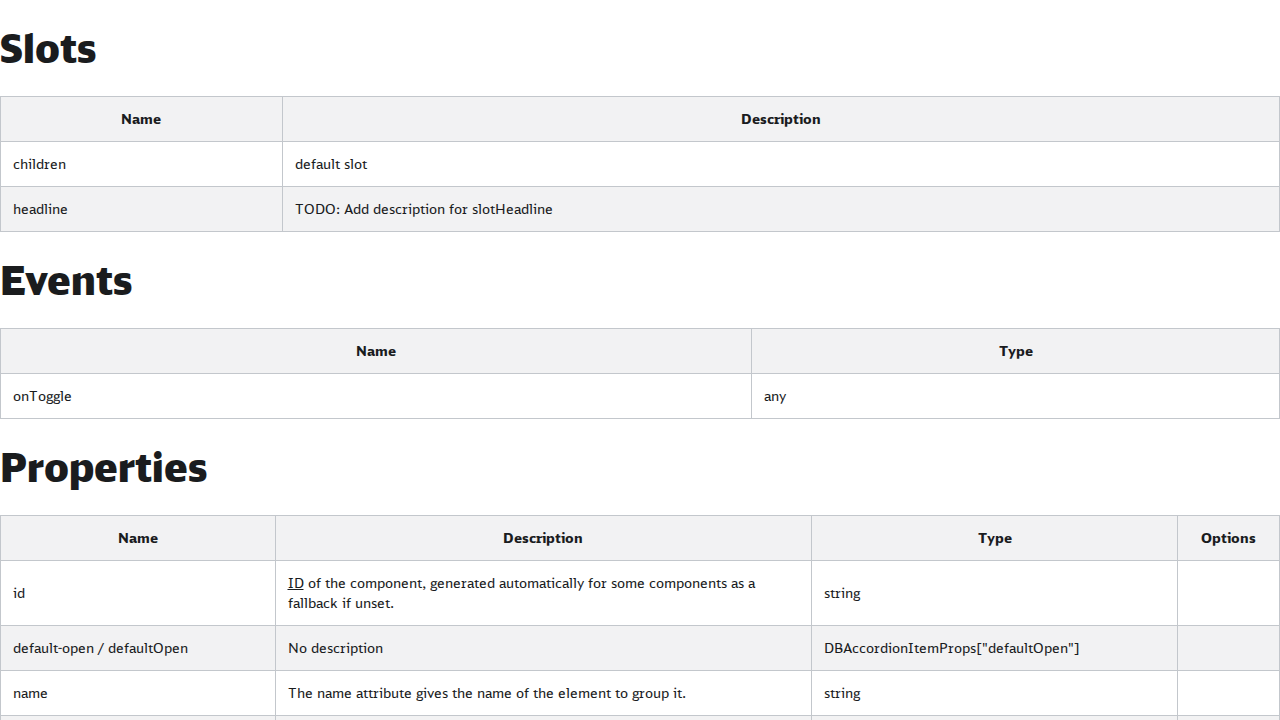 Slots
Name Description
children default slot
headline TODO: Add description for slotHeadline
Events
Name Type
onToggle any
Properties
Name Description Type Options
id ID of the component, generated automatically for some components as a fallback if unset. string
default-open / defaultOpen No description DBAccordionItemProps["defaultOpen"]
name The name attribute gives the name of the element to group it. string